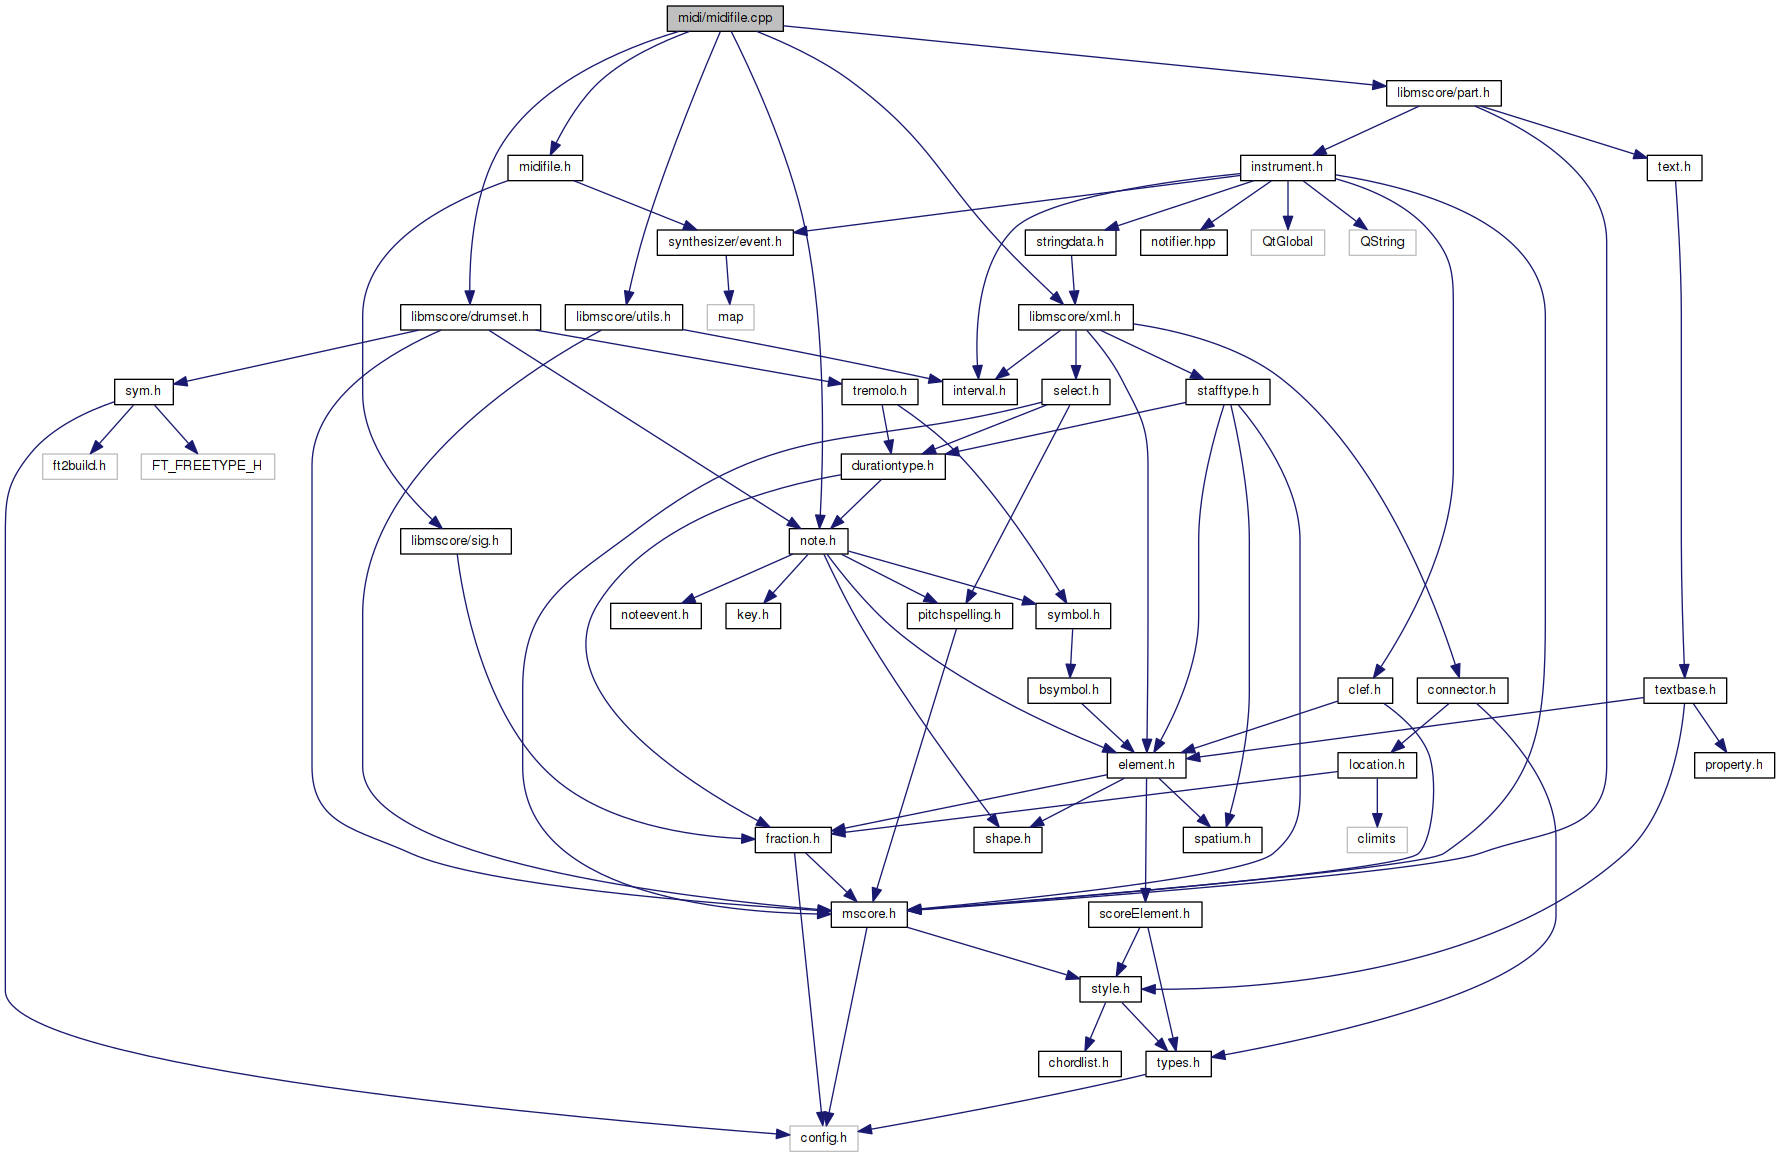 midi/midifile.cpp
libmscore/part.h
midifile.h
instrument.h
text.h
synthesizer/event.h
stringdata.h
notifier.hpp
QtGlobal
QString
libmscore/drumset.h
libmscore/utils.h
map
libmscore/xml.h
sym.h
tremolo.h
interval.h
select.h
stafftype.h
ft2build.h
FT_FREETYPE_H
durationtype.h
libmscore/sig.h
note.h
noteevent.h
key.h
pitchspelling.h
symbol.h
bsymbol.h
clef.h
connector.h
textbase.h
element.h
location.h
property.h
fraction.h
shape.h
spatium.h
climits
mscore.h
scoreElement.h
style.h
chordlist.h
types.h
config.h